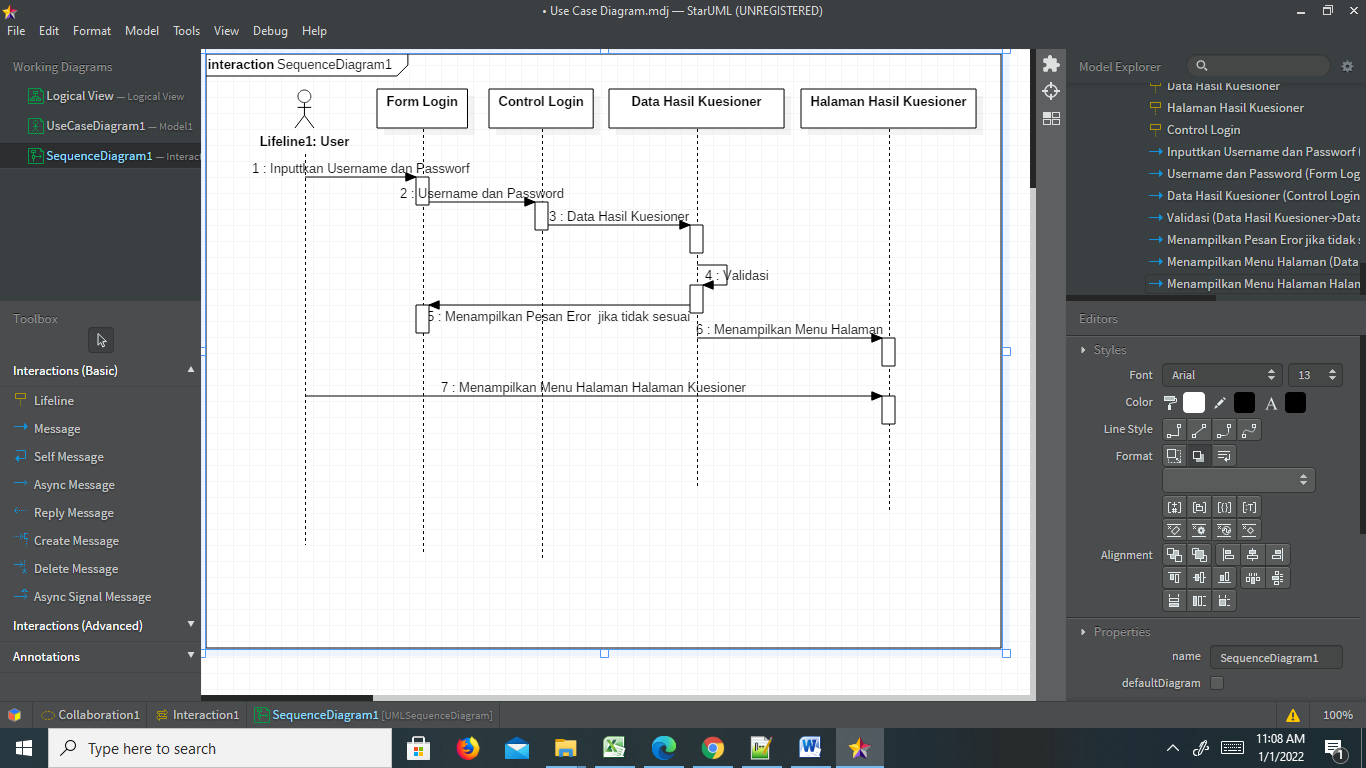 • Use Case Diagram.mdj — StarUML (UNREGISTERED)
File Edit Format Model Tools View Debug Help
Working Diagrams
Logical View — Logical View
UseCaseDiagram1 — Model1
SequenceDiagram1 — Interact
Toolbox
Interactions (Basic)
Lifeline
Message
Self Message
Async Message
Reply Message
Create Message
Delete Message
Async Signal Message
Interactions (Advanced)
Annotations
interaction SequenceDiagram1
Lifeline1: User
Form Login
Control Login
Data Hasil Kuesioner
Halaman Hasil Kuesioner
1 : Inputtkan Username dan Passworf
2 : Username dan Password
3 : Data Hasil Kuesioner
4 : Validasi
5 : Menampilkan Pesan Eror  jika tidak sesuai
6 : Menampilkan Menu Halaman
7 : Menampilkan Menu Halaman Halaman Kuesioner
Model Explorer
Data Hasil Kuesioner
Halaman Hasil Kuesioner
Control Login
Inputtkan Username dan Passworf (
Username dan Password (Form Log
Data Hasil Kuesioner (Control Login
Validasi (Data Hasil Kuesioner→Data
Menampilkan Pesan Eror jika tidak s
Menampilkan Menu Halaman (Data
Menampilkan Menu Halaman Halan
Editors
Styles
Font Arial 13
Color A
Line Style
Format
Alignment
Properties
name SequenceDiagram1
defaultDiagram
Collaboration1 Interaction1 SequenceDiagram1 [UMLSequenceDiagram] 100%
Type here to search
11:08 AM
1/1/2022
1